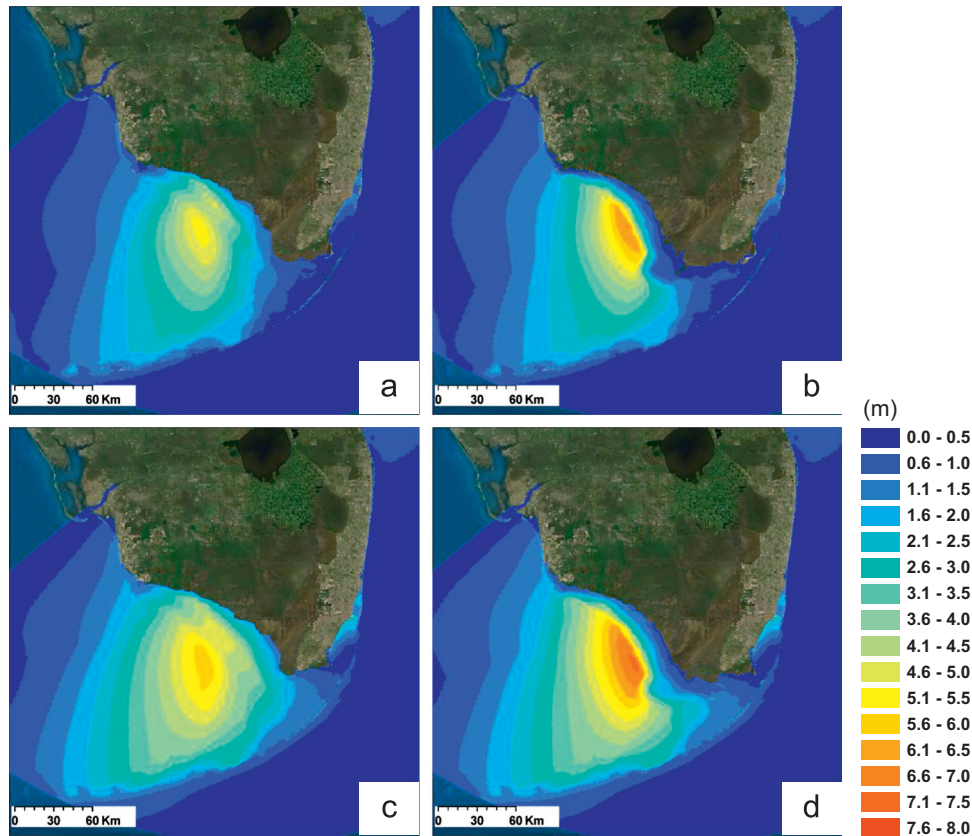 a
0 30 60 Km
b
0 30 60 Km
c
0 30 60 Km
d
0 30 60 Km
(m)
0.0 - 0.5
0.6 - 1.0
1.1 - 1.5
1.6 - 2.0
2.1 - 2.5
2.6 - 3.0
3.1 - 3.5
3.6 - 4.0
4.1 - 4.5
4.6 - 5.0
5.1 - 5.5
5.6 - 6.0
6.1 - 6.5
6.6 - 7.0
7.1 - 7.5
7.6 - 8.0